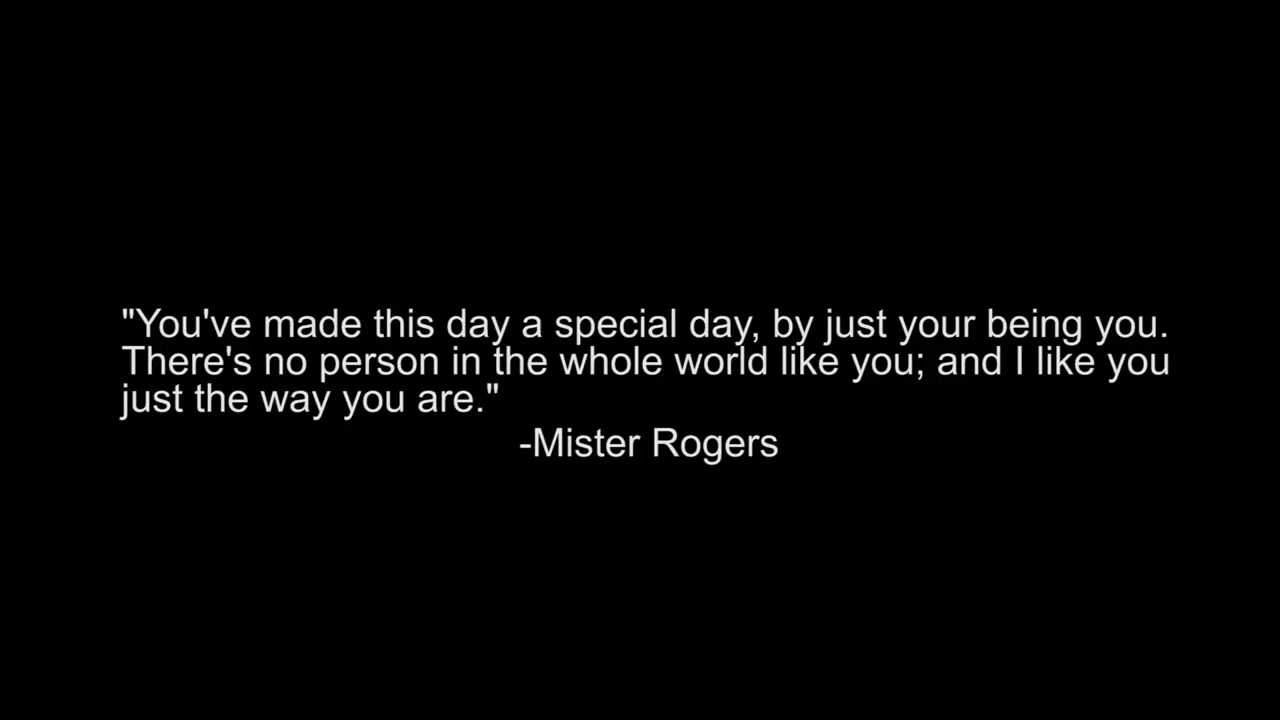 "You've made this day a special day, by just your being you.
There's no person in the whole world like you; and I like you
just the way you are."
-Mister Rogers